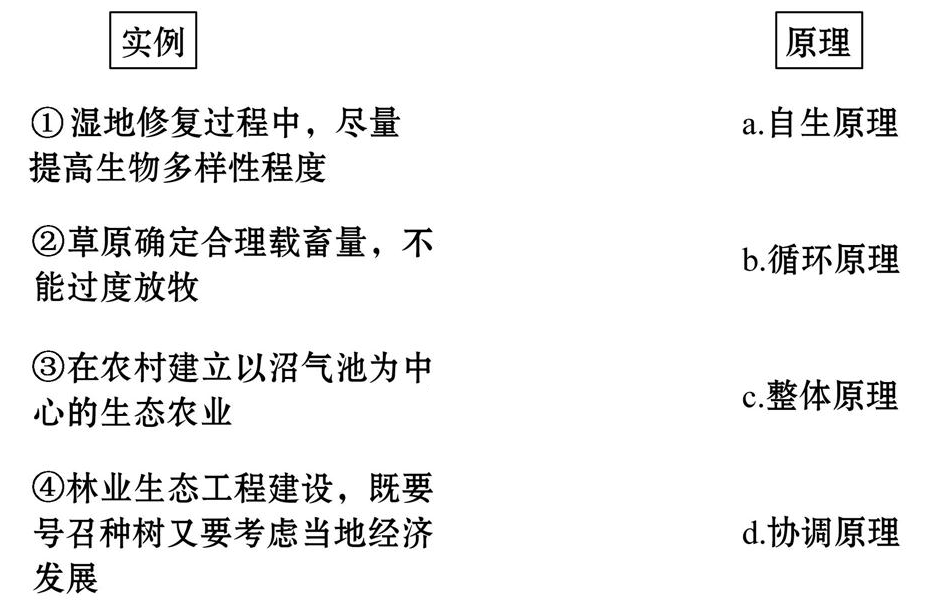 实例
原理
①湿地修复过程中，尽量
提高生物多样性程度
a.自生原理
②草原确定合理载畜量，不
能过度放牧
b.循环原理
③在农村建立以沼气池为中
心的生态农业
c.整体原理
④林业生态工程建设，既要
号召种树又要考虑当地经济
发展
d.协调原理